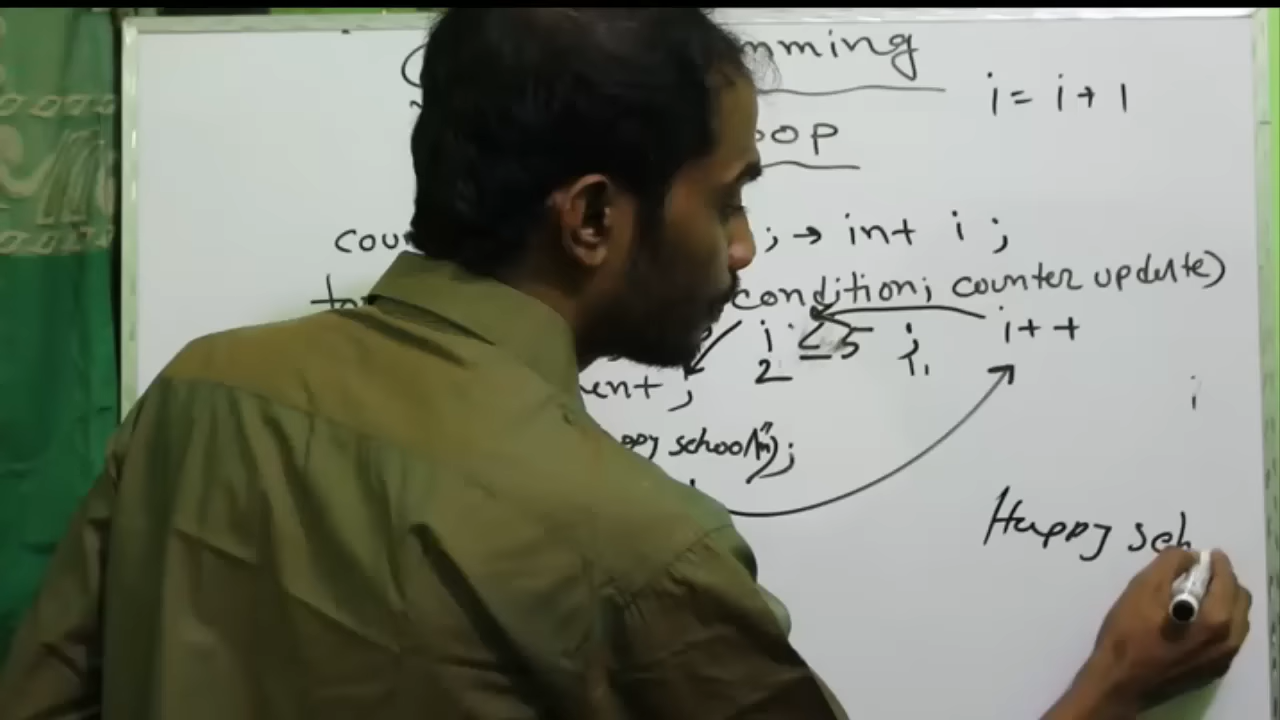 mming
i = i + 1
oop
cou ; → int i ;
condition; counter update)
i ≤ 5 ; i++
2
ent ;
i
ppy school\n");
Happy sch